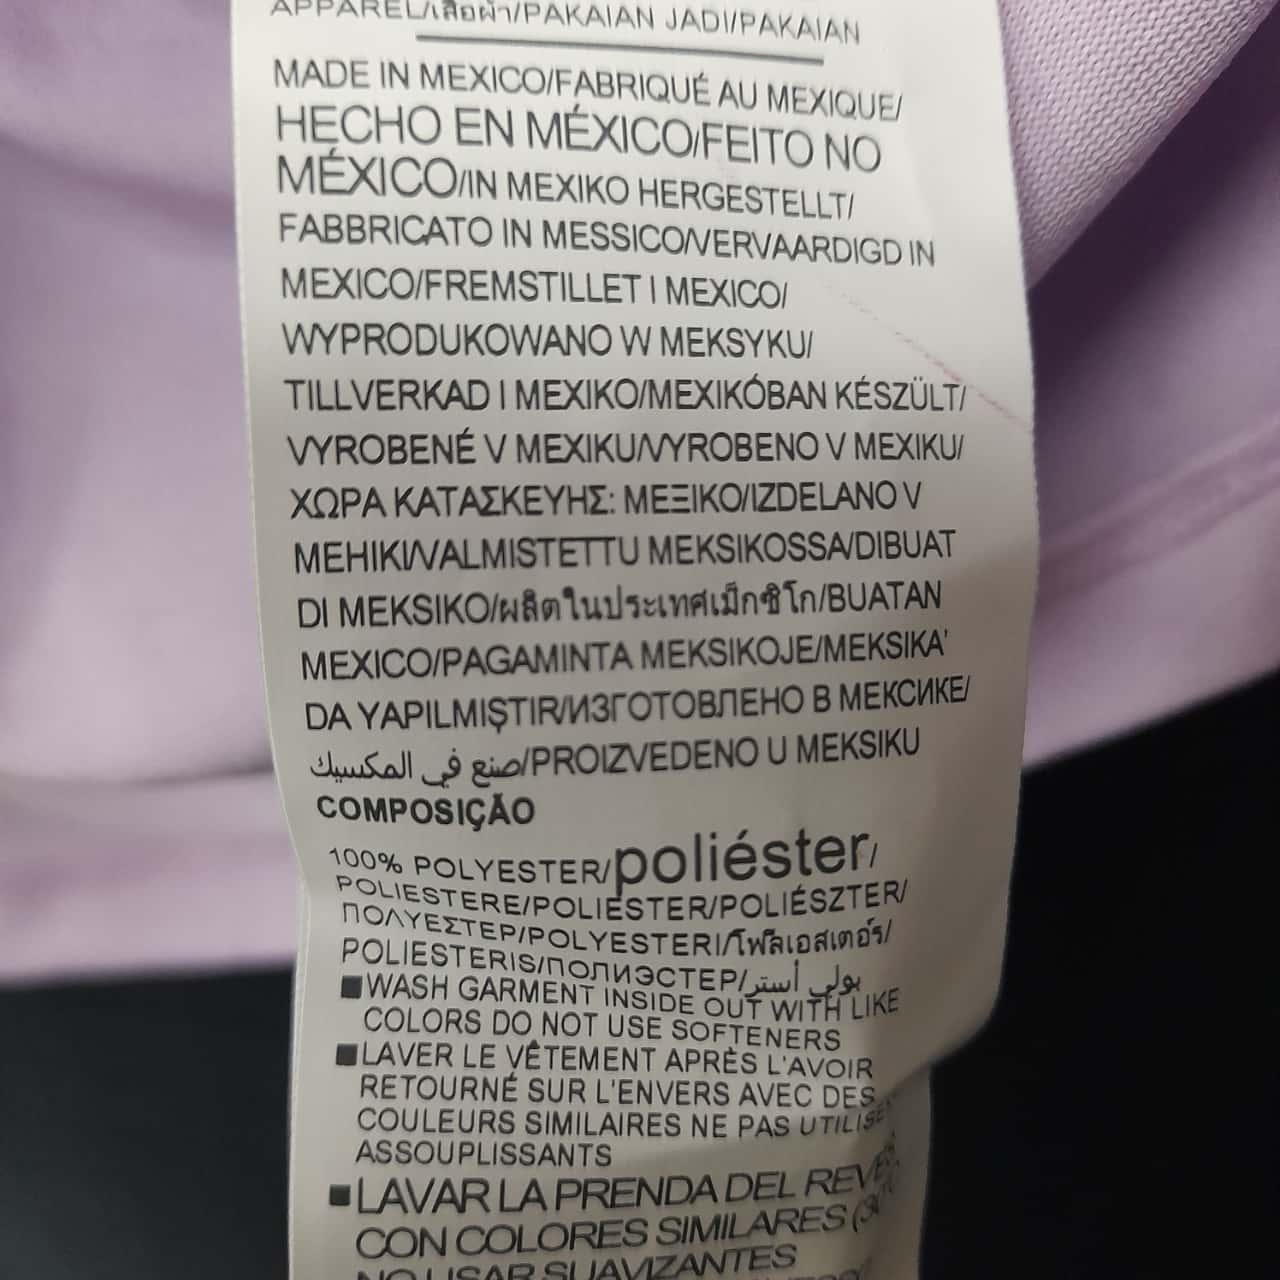 APPAREL/เสื้อผ้า/PAKAIAN JADI/PAKAIAN
MADE IN MEXICO/FABRIQUÉ AU MEXIQUE/
HECHO EN MÉXICO/FEITO NO
MÉXICO/IN MEXIKO HERGESTELLT/
FABBRICATO IN MESSICO/VERVAARDIGD IN
MEXICO/FREMSTILLET I MEXICO/
WYPRODUKOWANO W MEKSYKU/
TILLVERKAD I MEXIKO/MEXIKÓBAN KÉSZÜLT/
VYROBENÉ V MEXIKU/VYROBENO V MEXIKU/
ΧΩΡΑ ΚΑΤΑΣΚΕΥΗΣ: ΜΕΞΙΚΟ/IZDELANO V
MEHIKI/VALMISTETTU MEKSIKOSSA/DIBUAT
DI MEKSIKO/ผลิตในประเทศเม็กซิโก/BUATAN
MEXICO/PAGAMINTA MEKSIKOJE/MEKSIKA'
DA YAPILMIŞTIR/ИЗГОТОВЛЕНО В МЕКСИКЕ/
صنع في المكسيك/PROIZVEDENO U MEKSIKU
COMPOSIÇÃO
100% POLYESTER/poliéster/
POLIESTERE/POLIESTER/POLIÉSZTER/
ΠΟΛΥΕΣΤΕΡ/POLYESTERI/โพลีเอสเตอร์/
POLIESTERIS/ПОЛИЭСТЕР/بولي أستر
■WASH GARMENT INSIDE OUT WITH LIKE
COLORS DO NOT USE SOFTENERS
■LAVER LE VÊTEMENT APRÈS L'AVOIR
RETOURNÉ SUR L'ENVERS AVEC DES
COULEURS SIMILAIRES NE PAS UTILISER
ASSOUPLISSANTS
■LAVAR LA PRENDA DEL REVÉS
CON COLORES SIMILARES
NO USAR SUAVIZANTES